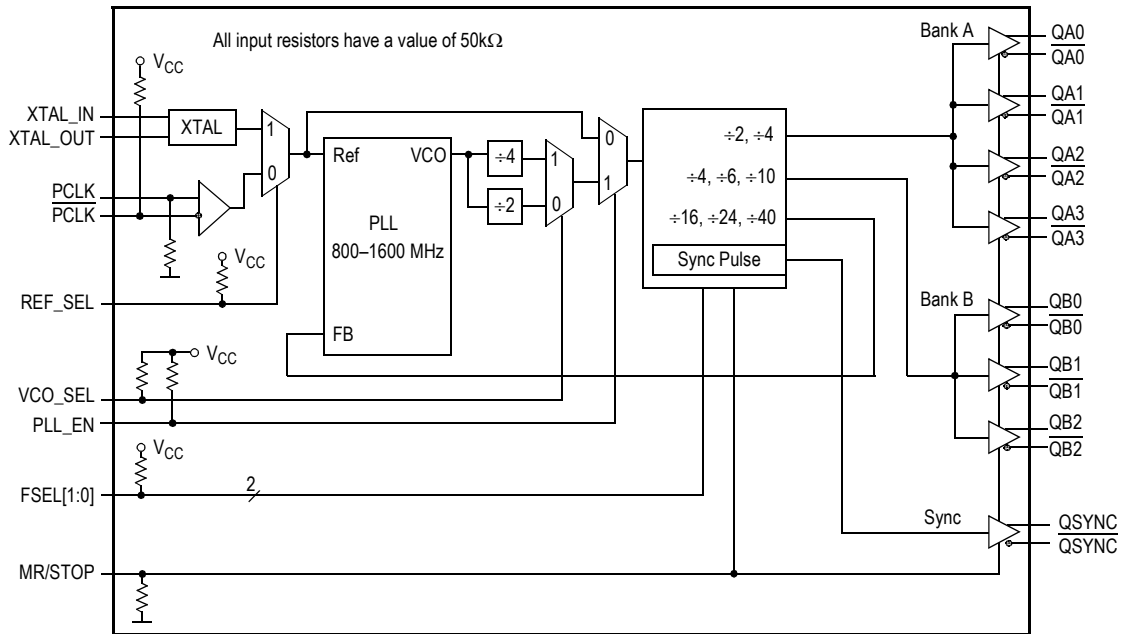 All input resistors have a value of 50kΩ
VCC
XTAL_IN
XTAL_OUT
XTAL
1
0
PCLK
PCLK
VCC
REF_SEL
Ref
VCO
PLL
800–1600 MHz
FB
÷4
÷2
1
0
0
1
÷2, ÷4
÷4, ÷6, ÷10
÷16, ÷24, ÷40
Sync Pulse
VCC
VCO_SEL
PLL_EN
VCC
FSEL[1:0]
2
MR/STOP
Bank A
QA0
QA0
QA1
QA1
QA2
QA2
QA3
QA3
Bank B
QB0
QB0
QB1
QB1
QB2
QB2
Sync
QSYNC
QSYNC